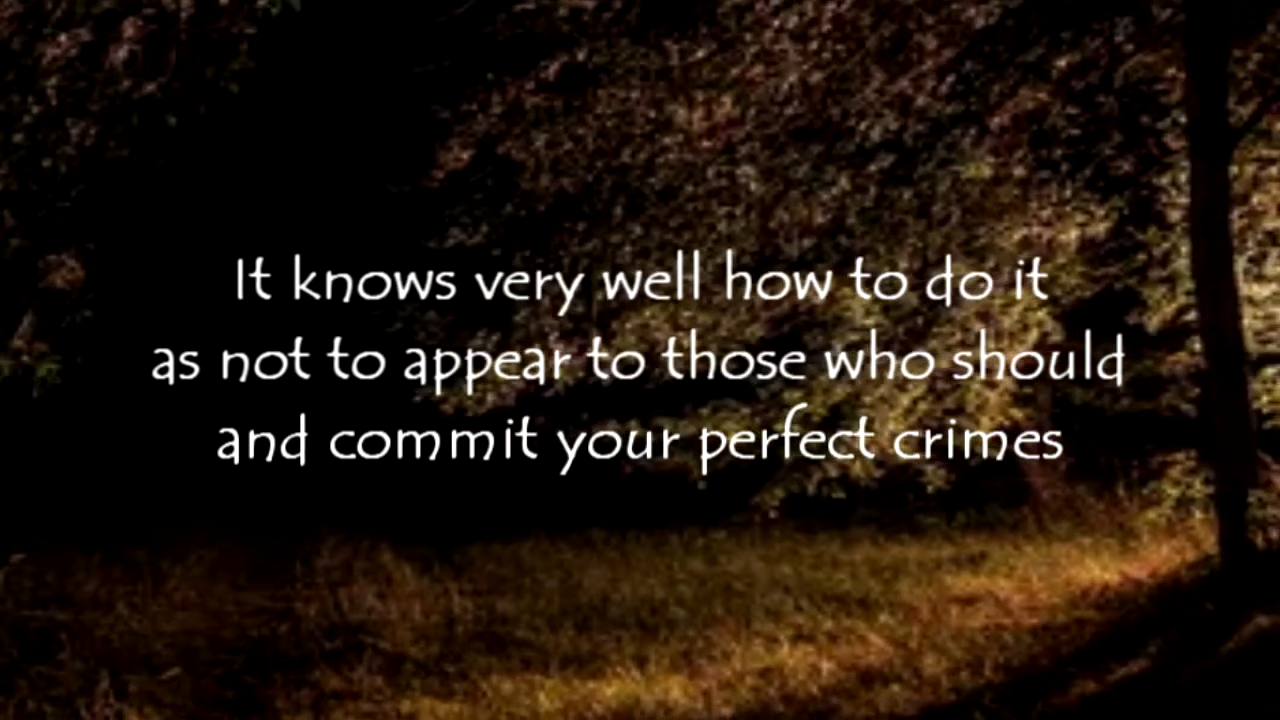 It knows very well how to do it
as not to appear to those who should
and commit your perfect crimes